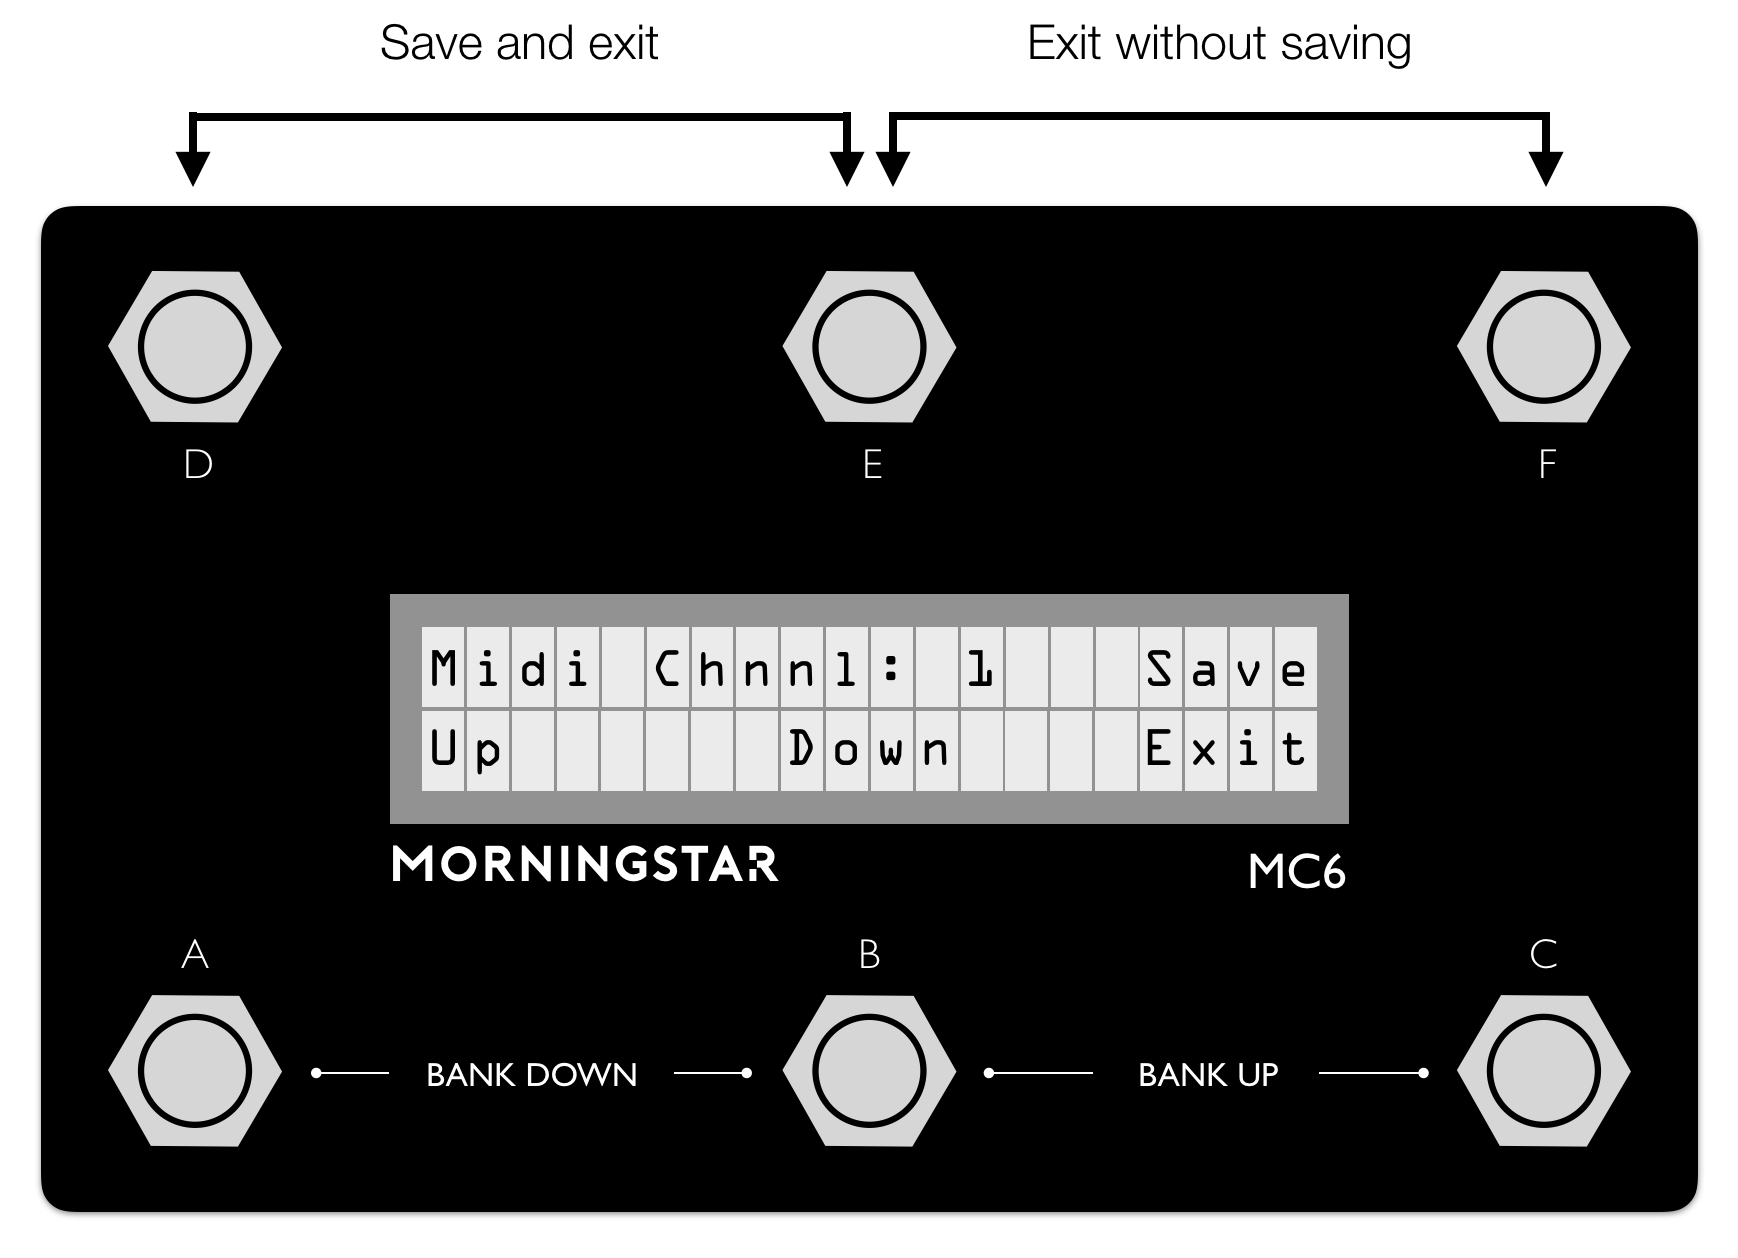 Save and exit
Exit without saving
D
E
F
Midi Chnnl: 1 Save
Up Down Exit
MORNINGSTAR
MC6
A
B
C
BANK DOWN
BANK UP